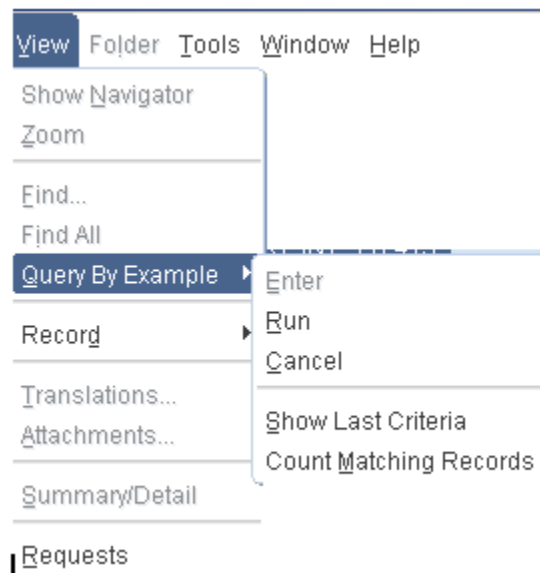 View Folder Tools Window Help
Show Navigator
Zoom
Find...
Find All
Query By Example
Enter
Run
Cancel
Show Last Criteria
Count Matching Records
Record
Translations...
Attachments...
Summary/Detail
Requests